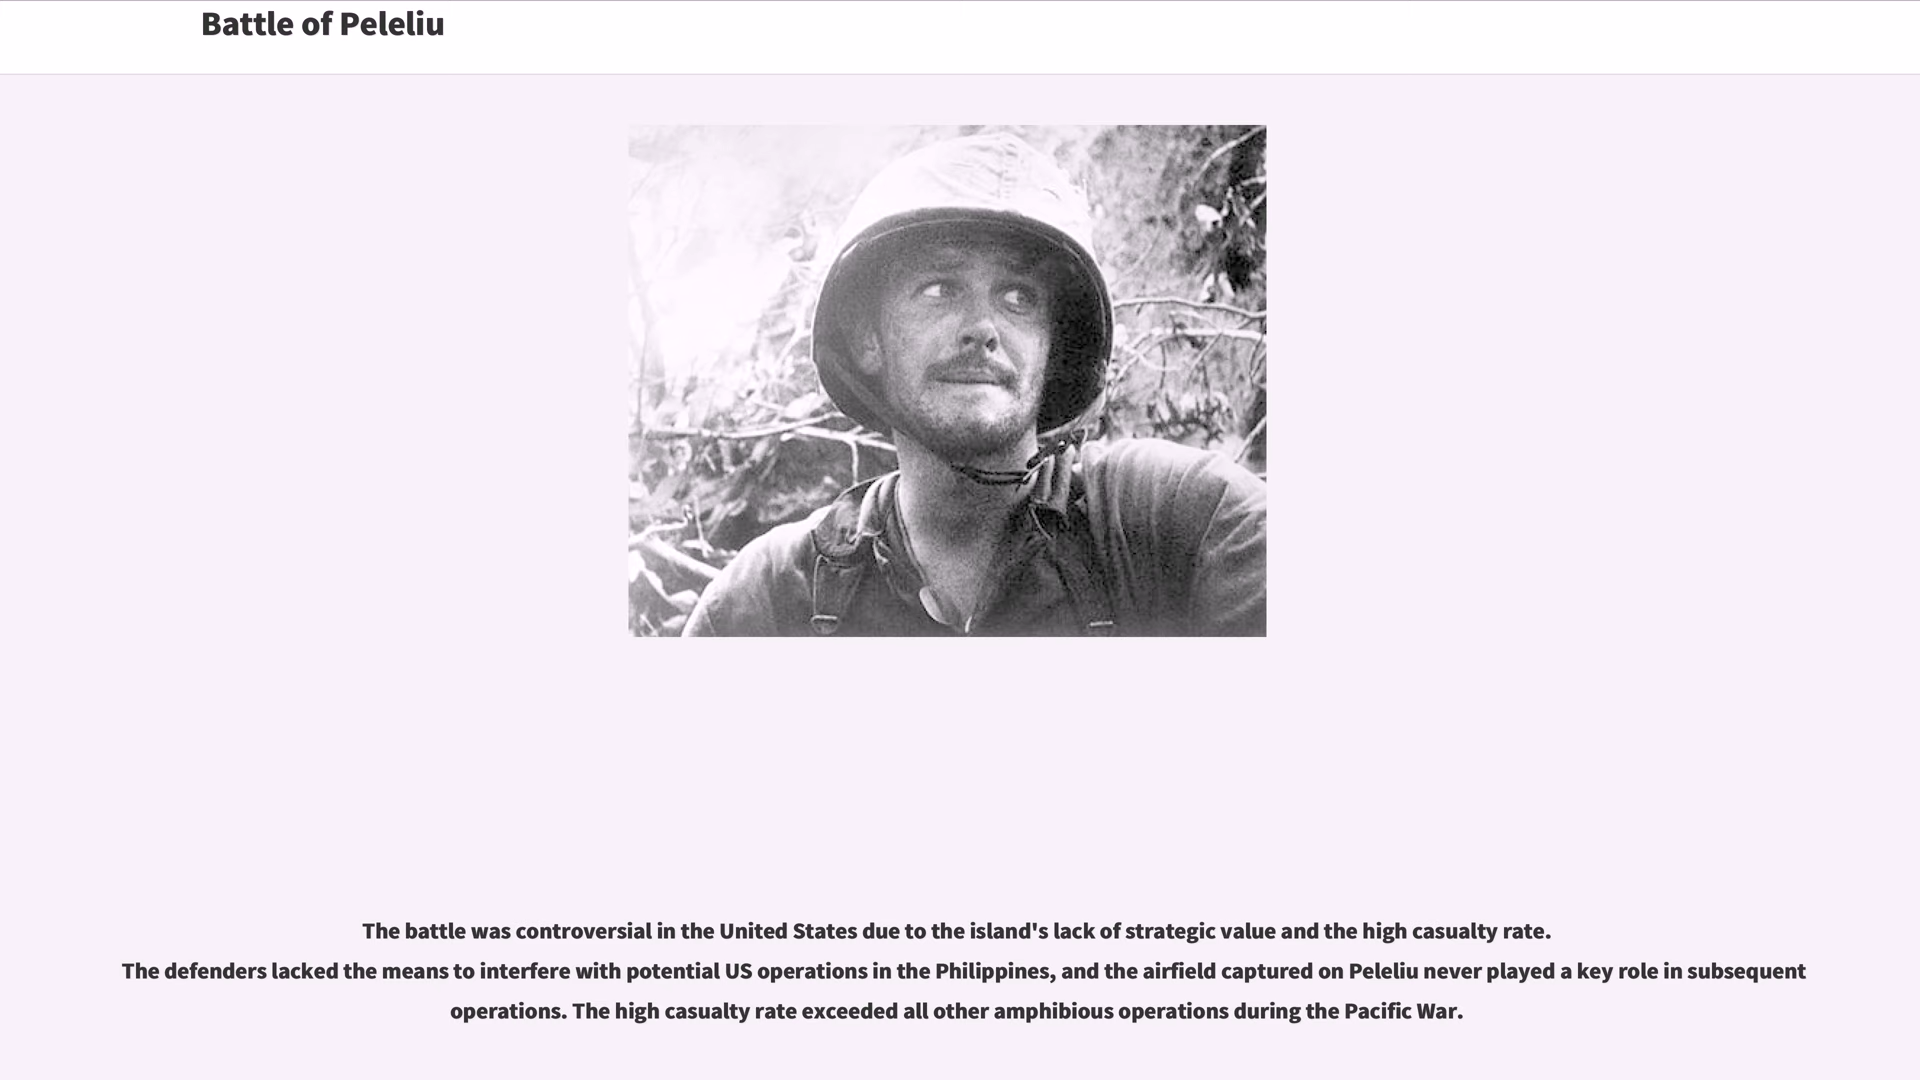 Battle of Peleliu
The battle was controversial in the United States due to the island's lack of strategic value and the high casualty rate.
The defenders lacked the means to interfere with potential US operations in the Philippines, and the airfield captured on Peleliu never played a key role in subsequent
operations. The high casualty rate exceeded all other amphibious operations during the Pacific War.